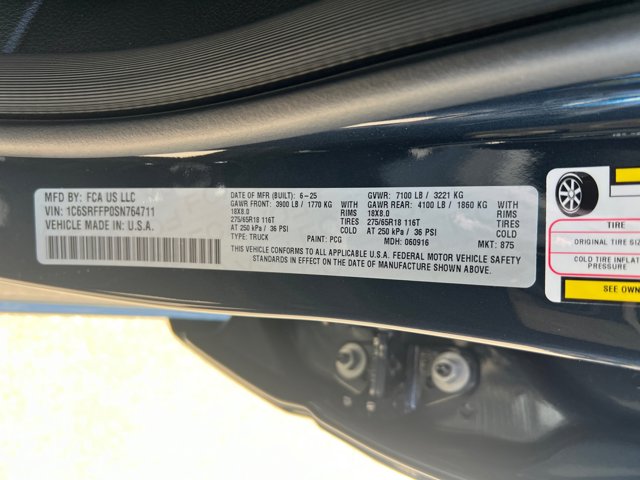 MFD BY: FCA US LLC
VIN: 1C6SRFFP0SN764711
VEHICLE MADE IN: U.S.A.
DATE OF MFR (BUILT): 6-25
GAWR FRONT: 3900 LB / 1770 KG WITH
18X8.0 RIMS
275/65R18 116T TIRES
AT 250 kPa / 36 PSI COLD
TYPE: TRUCK PAINT: PCG
GVWR: 7100 LB / 3221 KG
GAWR REAR: 4100 LB / 1860 KG WITH
18X8.0 RIMS
275/65R18 116T TIRES
AT 250 kPa / 36 PSI COLD
MDH: 060916 MKT: 875
THIS VEHICLE CONFORMS TO ALL APPLICABLE U.S.A. FEDERAL MOTOR VEHICLE SAFETY
STANDARDS IN EFFECT ON THE DATE OF MANUFACTURE SHOWN ABOVE.
TIRE
ORIGINAL TIRE
COLD TIRE
PRESSURE
SEE